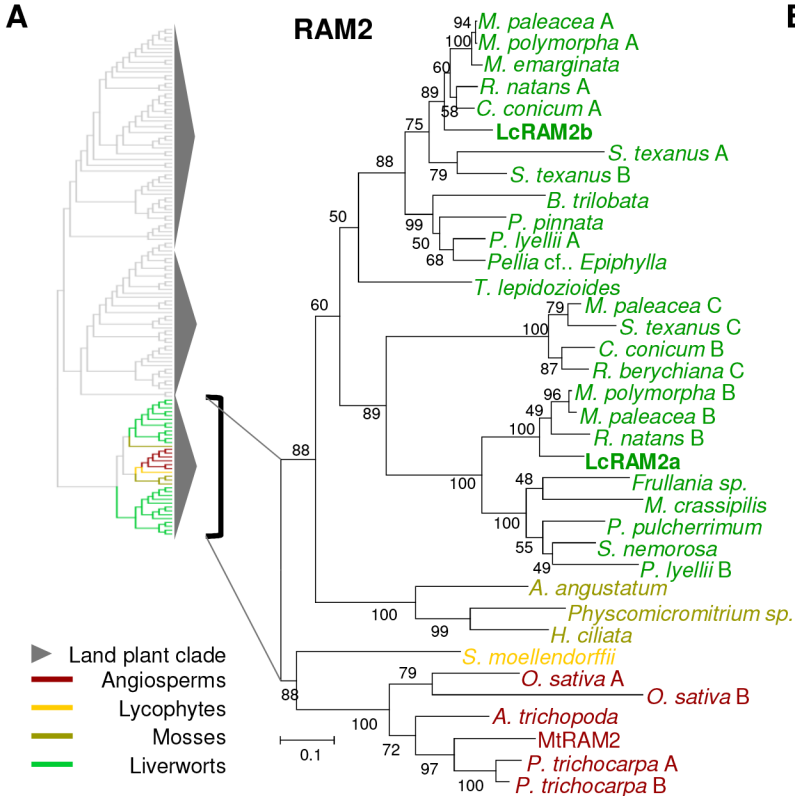 A
RAM2
94
M. paleacea A
100
M. polymorpha A
60
M. emarginata
89
R. natans A
58
C. conicum A
75
LcRAM2b
88
S. texanus A
79
S. texanus B
B. trilobata
50
99
P. pinnata
50
P. lyellii A
68
Pellia cf.. Epiphylla
T. lepidozioides
60
79
M. paleacea C
100
S. texanus C
C. conicum B
87
R. berychiana C
96
M. polymorpha B
89
49
M. paleacea B
100
R. natans B
88
LcRAM2a
100
48
Frullania sp.
M. crassipilis
100
P. pulcherrimum
55
S. nemorosa
49
P. lyellii B
A. angustatum
100
Physcomicromitrium sp.
99
H. ciliata
S. moellendorffii
88
79
O. sativa A
O. sativa B
100
A. trichopoda
72
MtRAM2
97
P. trichocarpa A
100
P. trichocarpa B
0.1
Land plant clade
Angiosperms
Lycophytes
Mosses
Liverworts